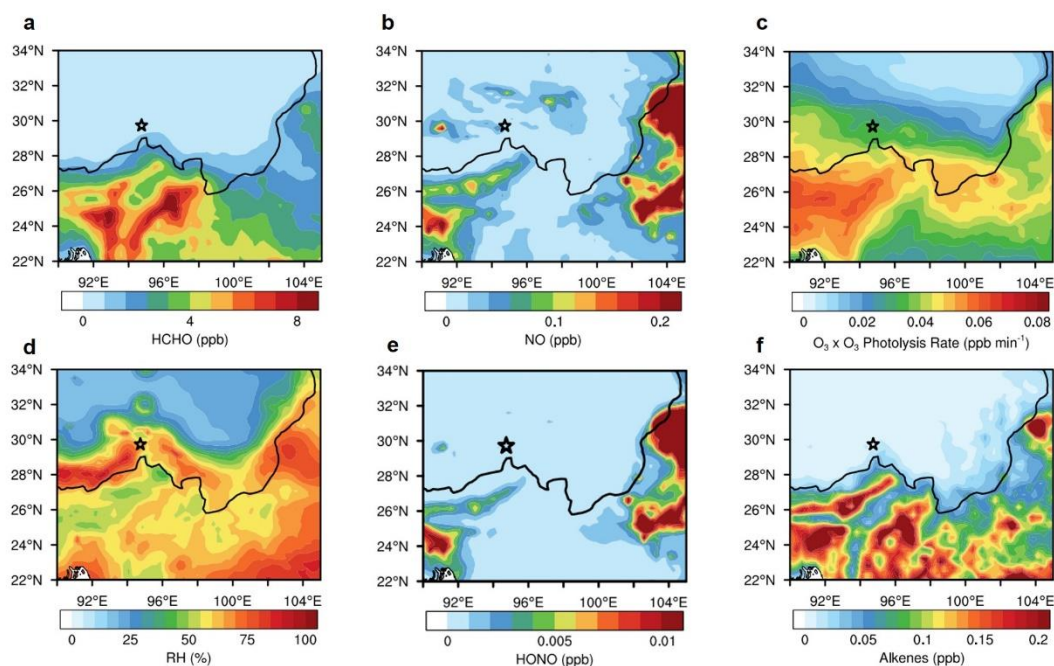 a b c
34°N 34°N 34°N
32°N 32°N 32°N
30°N 30°N 30°N
28°N 28°N 28°N
26°N 26°N 26°N
24°N 24°N 24°N
22°N 22°N 22°N
92°E 96°E 100°E 104°E 92°E 96°E 100°E 104°E 92°E 96°E 100°E 104°E
0 4 8 0 0.1 0.2 0 0.02 0.04 0.06 0.08
HCHO (ppb) NO (ppb) O₃ x O₃ Photolysis Rate (ppb min⁻¹)
d e f
34°N 34°N 34°N
32°N 32°N 32°N
30°N 30°N 30°N
28°N 28°N 28°N
26°N 26°N 26°N
24°N 24°N 24°N
22°N 22°N 22°N
92°E 96°E 100°E 104°E 92°E 96°E 100°E 104°E 92°E 96°E 100°E 104°E
0 25 50 75 100 0 0.005 0.01 0 0.05 0.1 0.15 0.2
RH (%) HONO (ppb) Alkenes (ppb)